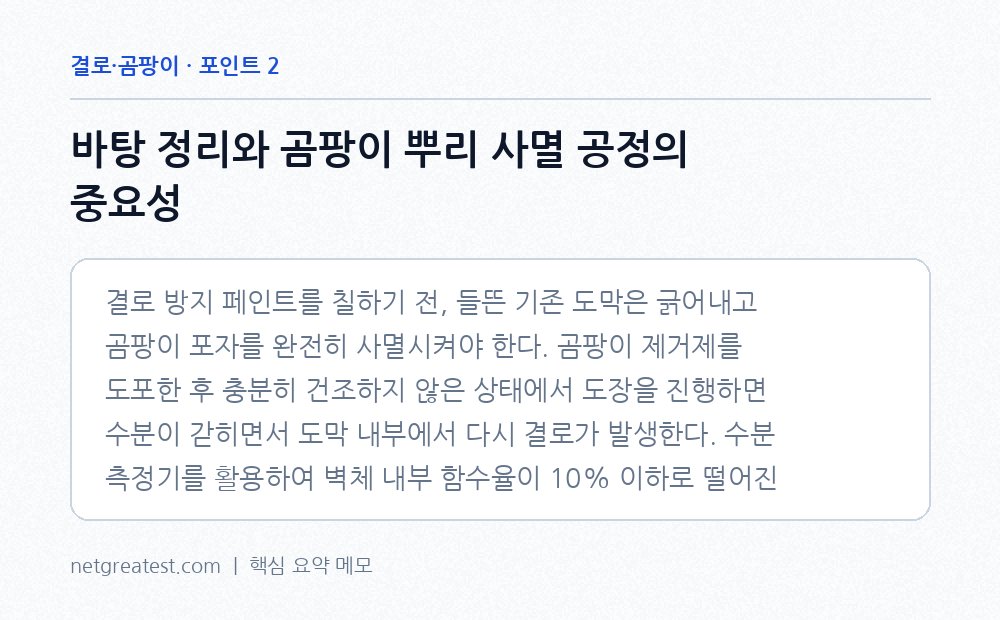 결로·곰팡이 · 포인트 2
바탕 정리와 곰팡이 뿌리 사멸 공정의
중요성
결로 방지 페인트를 칠하기 전, 들뜬 기존 도막은 긁어내고
곰팡이 포자를 완전히 사멸시켜야 한다. 곰팡이 제거제를
도포한 후 충분히 건조하지 않은 상태에서 도장을 진행하면
수분이 갇히면서 도막 내부에서 다시 결로가 발생한다. 수분
측정기를 활용하여 벽체 내부 함수율이 10% 이하로 떨어진
netgreatest.com | 핵심 요약 메모